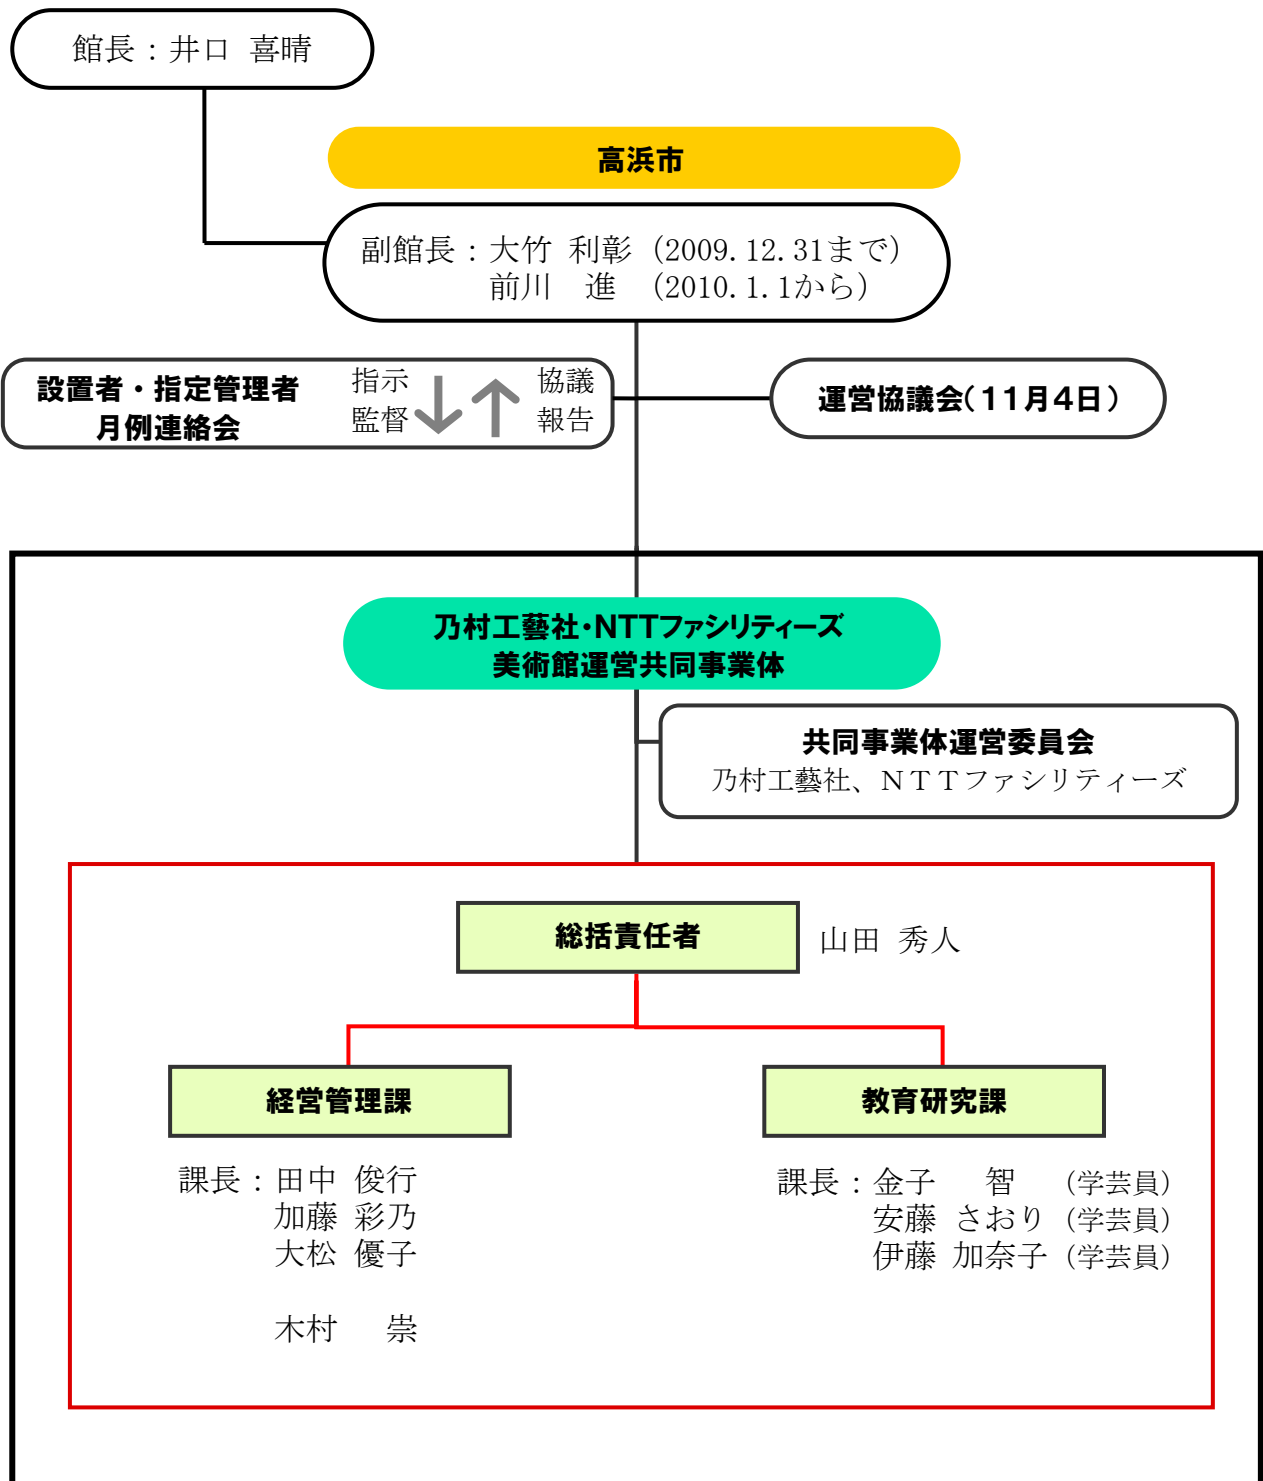 館長：井口 喜晴
高浜市
副館長：大竹 利彰（2009.12.31まで）
前川　進　（2010.1.1から）
設置者・指定管理者
月例連絡会
指示
監督
協議
報告
運営協議会（11月4日）
乃村工藝社・NTTファシリティーズ
美術館運営共同事業体
共同事業体運営委員会
乃村工藝社、ＮＴＴファシリティーズ
総括責任者
山田 秀人
経営管理課
課長：田中 俊行
加藤 彩乃
大松 優子
木村　崇
教育研究課
課長：金子　智　（学芸員）
安藤 さおり（学芸員）
伊藤 加奈子（学芸員）